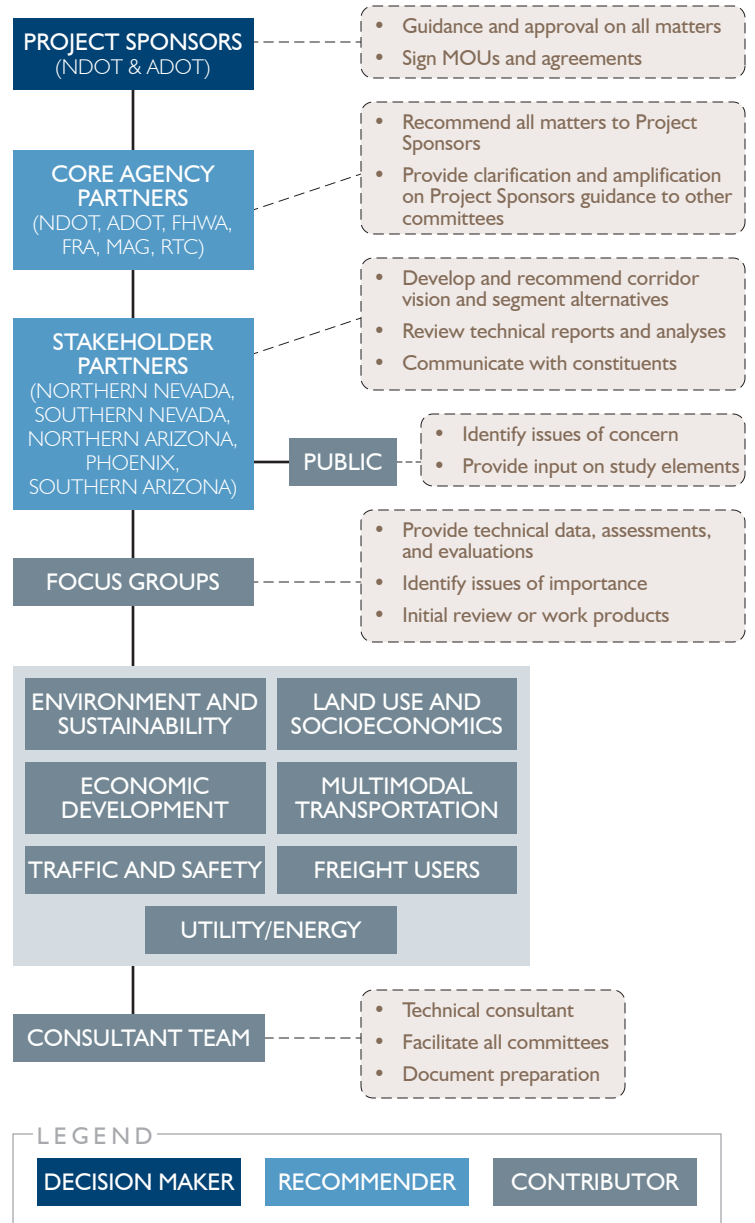 PROJECT SPONSORS
(NDOT & ADOT)
• Guidance and approval on all matters
• Sign MOUs and agreements
CORE AGENCY
PARTNERS
(NDOT, ADOT, FHWA,
FRA, MAG, RTC)
• Recommend all matters to Project
Sponsors
• Provide clarification and amplification
on Project Sponsors guidance to other
committees
STAKEHOLDER
PARTNERS
(NORTHERN NEVADA,
SOUTHERN NEVADA,
NORTHERN ARIZONA,
PHOENIX,
SOUTHERN ARIZONA)
• Develop and recommend corridor
vision and segment alternatives
• Review technical reports and analyses
• Communicate with constituents
PUBLIC
• Identify issues of concern
• Provide input on study elements
FOCUS GROUPS
• Provide technical data, assessments,
and evaluations
• Identify issues of importance
• Initial review or work products
ENVIRONMENT AND
SUSTAINABILITY
LAND USE AND
SOCIOECONOMICS
ECONOMIC
DEVELOPMENT
MULTIMODAL
TRANSPORTATION
TRAFFIC AND SAFETY
FREIGHT USERS
UTILITY/ENERGY
CONSULTANT TEAM
• Technical consultant
• Facilitate all committees
• Document preparation
LEGEND
DECISION MAKER
RECOMMENDER
CONTRIBUTOR